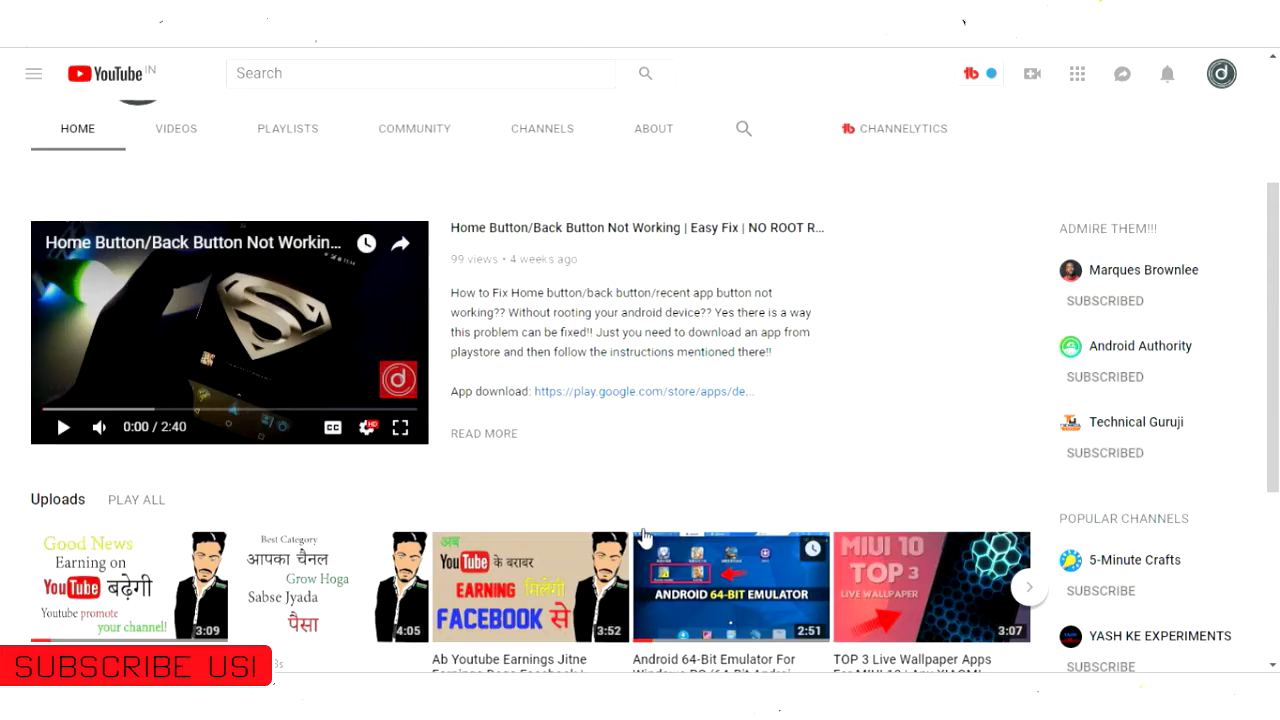 YouTube IN
Search
HOME VIDEOS PLAYLISTS COMMUNITY CHANNELS ABOUT CHANNELYTICS
Home Button/Back Button Not Workin...
0:00 / 2:40
CC
HD
Home Button/Back Button Not Working | Easy Fix | NO ROOT R...
99 views • 4 weeks ago
How to Fix Home button/back button/recent app button not
working?? Without rooting your android device?? Yes there is a way
this problem can be fixed!! Just you need to download an app from
playstore and then follow the instructions mentioned there!!
App download: https://play.google.com/store/apps/de...
READ MORE
ADMIRE THEM!!!
Marques Brownlee
SUBSCRIBED
Android Authority
SUBSCRIBED
Technical Guruji
SUBSCRIBED
POPULAR CHANNELS
5-Minute Crafts
SUBSCRIBE
YASH KE EXPERIMENTS
SUBSCRIBE
Uploads PLAY ALL
Good News
Earning on
YouTube बढ़ेगी
Youtube promote
your channel!
3:09
Best Category
आपका चैनल
Grow Hoga
Sabse Jyada
पैसा
4:05
अब
YouTube के बराबर
EARNING मिलेगी
FACEBOOK से
3:52
ANDROID 64-BIT EMULATOR
2:51
MIUI 10
TOP 3
LIVE WALLPAPER
3:07
Ab Youtube Earnings Jitne
Android 64-Bit Emulator For
TOP 3 Live Wallpaper Apps
SUBSCRIBE US!